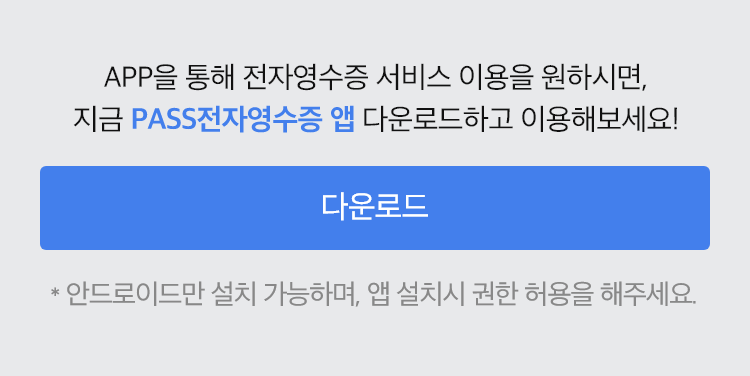 APP을 통해 전자영수증 서비스 이용을 원하시면,
지금 PASS전자영수증 앱 다운로드하고 이용해보세요!
다운로드
* 안드로이드만 설치 가능하며, 앱 설치시 권한 허용을 해주세요.